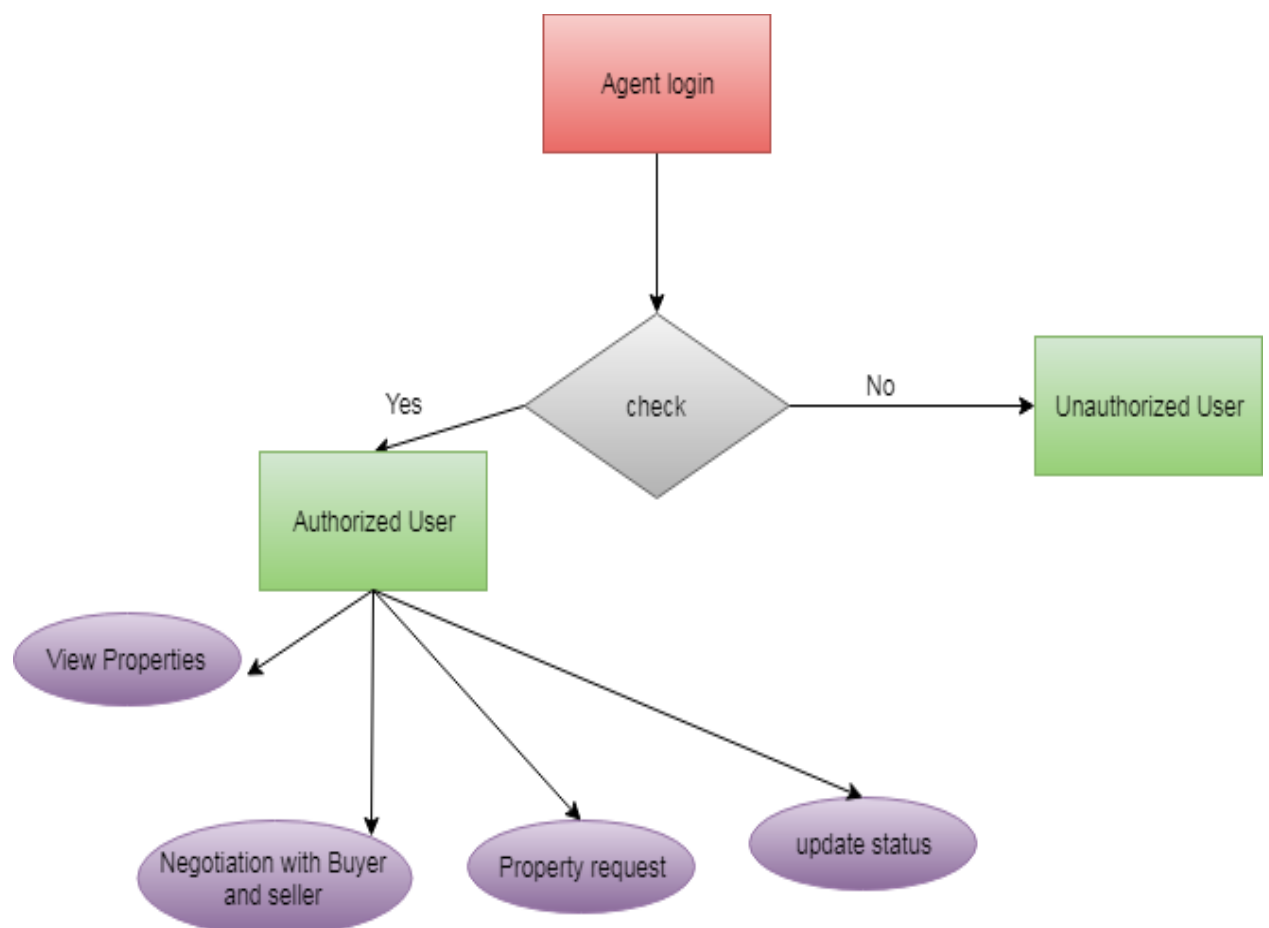 Agent login
check
Yes
No
Unauthorized User
Authorized User
View Properties
Negotiation with Buyer
and seller
Property request
update status